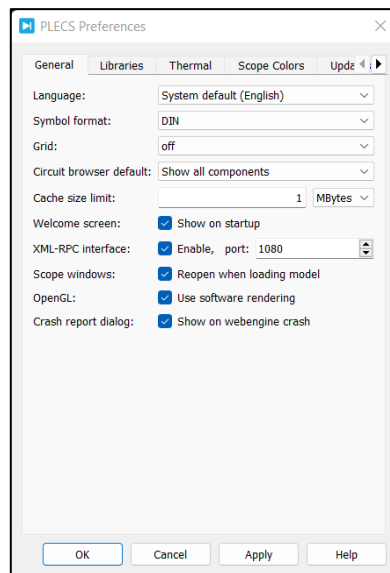 PLECS Preferences
General Libraries Thermal Scope Colors
Language: System default (English)
Symbol format: DIN
Grid: off
Circuit browser default: Show all components
Cache size limit: 1 MBytes
Welcome screen: Show on startup
XML-RPC interface: Enable, port: 1080
Scope windows: Reopen when loading model
OpenGL: Use software rendering
Crash report dialog: Show on webengine crash
OK Cancel Apply Help